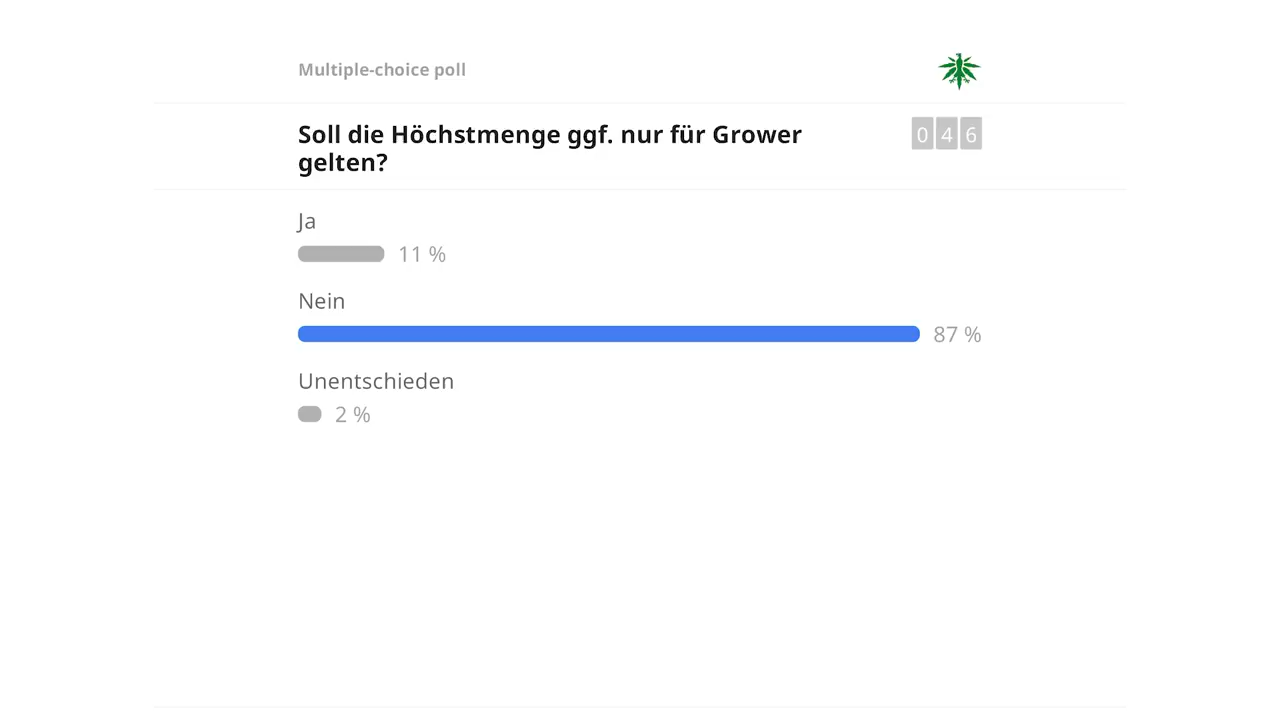 Multiple-choice poll
Soll die Höchstmenge ggf. nur für Grower
gelten?
046
Ja
11 %
Nein
87 %
Unentschieden
2 %